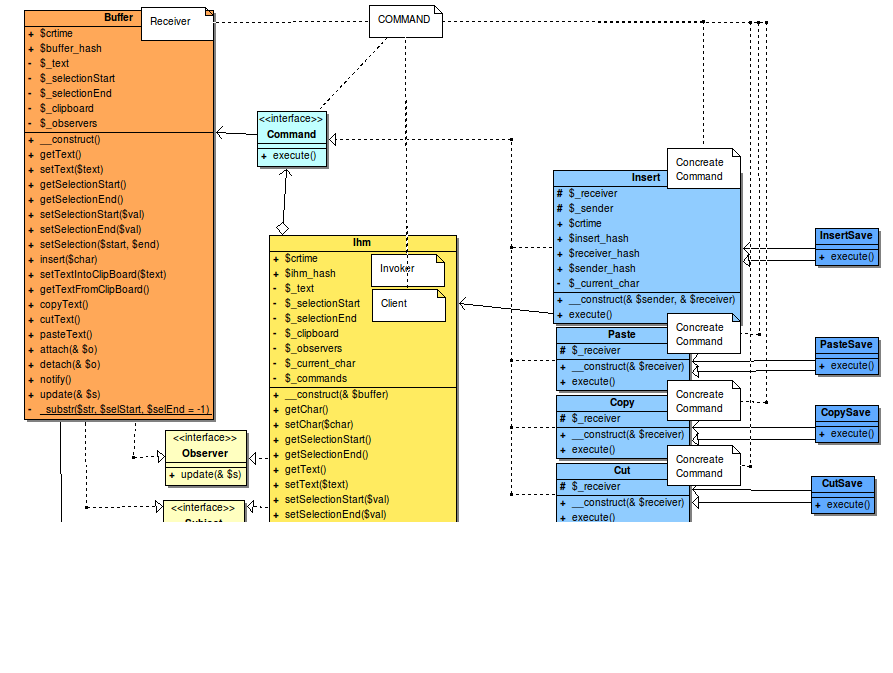 Buffer
Receiver
+ $crtime
+ $buffer_hash
- $_text
- $_selectionStart
- $_selectionEnd
- $_clipboard
- $_observers
+ __construct()
+ getText()
+ setText($text)
+ getSelectionStart()
+ getSelectionEnd()
+ setSelectionStart($val)
+ setSelectionEnd($val)
+ setSelection($start, $end)
+ insert($char)
+ setTextIntoClipBoard($text)
+ getTextFromClipBoard()
+ copyText()
+ cutText()
+ pasteText()
+ attach(& $o)
+ detach(& $o)
+ notify()
+ update(& $s)
- _substr($str, $selStart, $selEnd = -1)
COMMAND
<<interface>>
Command
+ execute()
Ihm
+ $crtime
+ $ihm_hash
- $_text
- $_selectionStart
- $_selectionEnd
- $_clipboard
- $_observers
- $_current_char
- $_commands
+ __construct(& $buffer)
+ getChar()
+ setChar($char)
+ getSelectionStart()
+ getSelectionEnd()
+ getText()
+ setText($text)
+ setSelectionStart($val)
+ setSelectionEnd($val)
Invoker
Client
<<interface>>
Observer
+ update(& $s)
<<interface>>
Subject
Concreate
Command
Insert
# $_receiver
# $_sender
+ $crtime
+ $insert_hash
+ $receiver_hash
+ $sender_hash
- $_current_char
+ __construct(& $sender, & $receiver)
+ execute()
Concreate
Command
Paste
# $_receiver
+ __construct(& $receiver)
+ execute()
Concreate
Command
Copy
# $_receiver
+ __construct(& $receiver)
+ execute()
Concreate
Command
Cut
# $_receiver
+ __construct(& $receiver)
+ execute()
InsertSave
+ execute()
PasteSave
+ execute()
CopySave
+ execute()
CutSave
+ execute()